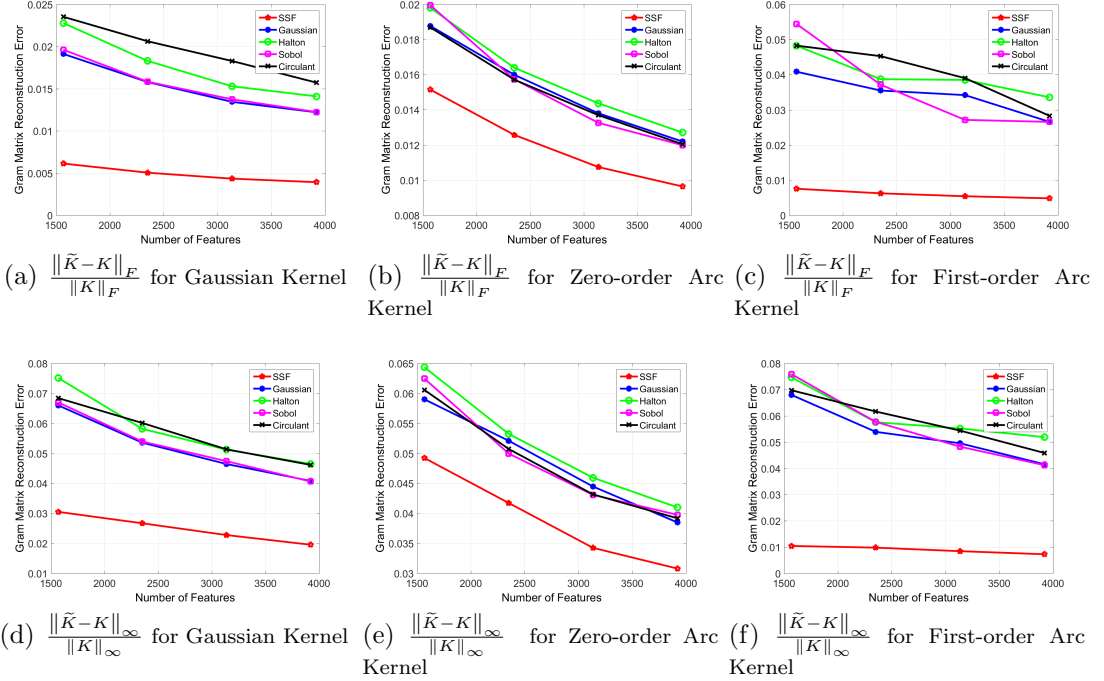 0.025
0.02
0.015
0.01
0.005
0
1500 2000 2500 3000 3500 4000
Number of Features
Gram Matrix Reconstruction Error
SSF
Gaussian
Halton
Sobol
Circulant
(a) ||K̃−K||_F / ||K||_F for Gaussian Kernel
0.02
0.018
0.016
0.014
0.012
0.01
0.008
1500 2000 2500 3000 3500 4000
Number of Features
Gram Matrix Reconstruction Error
SSF
Gaussian
Halton
Sobol
Circulant
(b) ||K̃−K||_F / ||K||_F for Zero-order Arc
Kernel
0.06
0.05
0.04
0.03
0.02
0.01
0
1500 2000 2500 3000 3500 4000
Number of Features
Gram Matrix Reconstruction Error
SSF
Gaussian
Halton
Sobol
Circulant
(c) ||K̃−K||_F / ||K||_F for First-order Arc
Kernel
0.08
0.07
0.06
0.05
0.04
0.03
0.02
0.01
1500 2000 2500 3000 3500 4000
Number of Features
Gram Matrix Reconstruction Error
SSF
Gaussian
Halton
Sobol
Circulant
(d) ||K̃−K||_∞ / ||K||_∞ for Gaussian Kernel
0.065
0.06
0.055
0.05
0.045
0.04
0.035
0.03
1500 2000 2500 3000 3500 4000
Number of Features
Gram Matrix Reconstruction Error
SSF
Gaussian
Halton
Sobol
Circulant
(e) ||K̃−K||_∞ / ||K||_∞ for Zero-order Arc
Kernel
0.08
0.07
0.06
0.05
0.04
0.03
0.02
0.01
0
1500 2000 2500 3000 3500 4000
Number of Features
Gram Matrix Reconstruction Error
SSF
Gaussian
Halton
Sobol
Circulant
(f) ||K̃−K||_∞ / ||K||_∞ for First-order Arc
Kernel